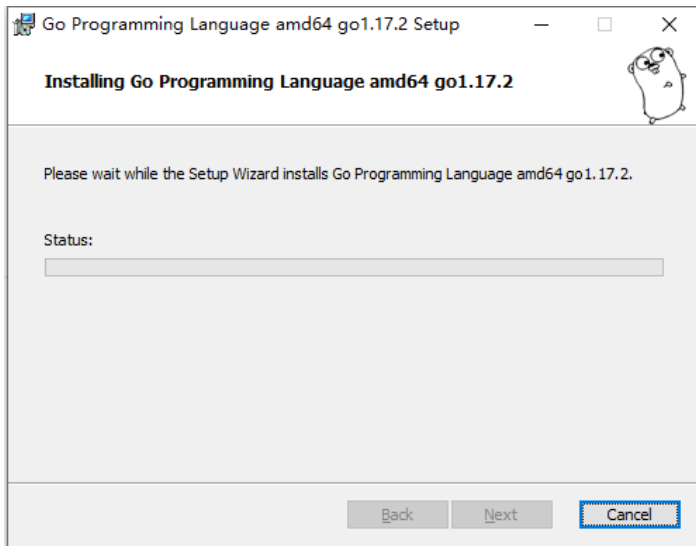 Go Programming Language amd64 go1.17.2 Setup
Installing Go Programming Language amd64 go1.17.2
Please wait while the Setup Wizard installs Go Programming Language amd64 go1.17.2.
Status:
Back Next Cancel